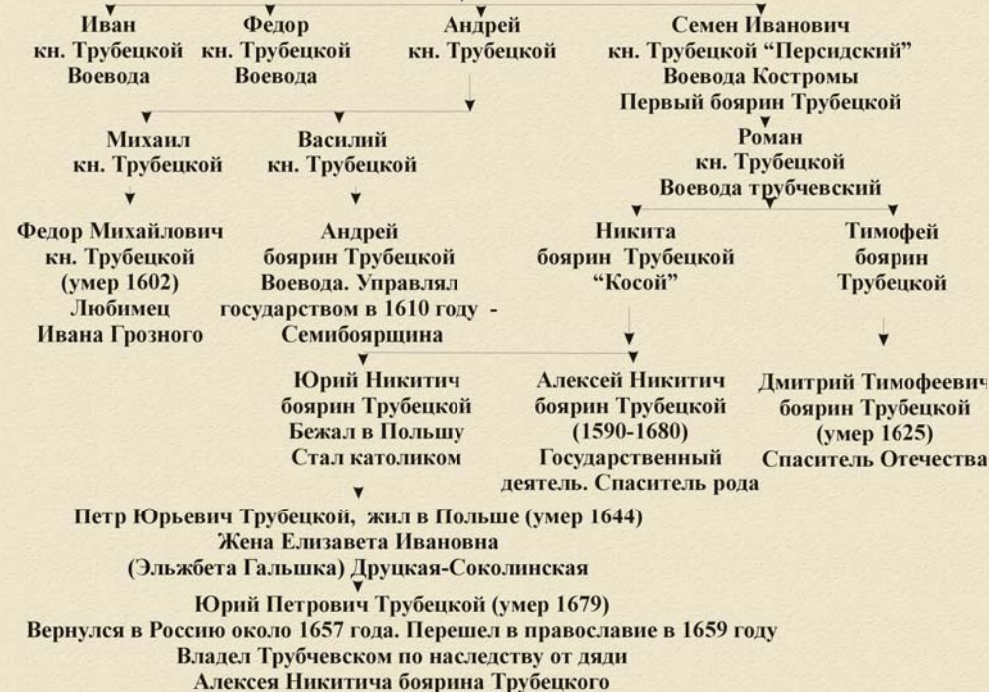 Иван
кн. Трубецкой
Воевода
Федор
кн. Трубецкой
Воевода
Андрей
кн. Трубецкой
Семен Иванович
кн. Трубецкой “Персидский”
Воевода Костромы
Первый боярин Трубецкой
Михаил
кн. Трубецкой
Василий
кн. Трубецкой
Роман
кн. Трубецкой
Воевода трубчевский
Федор Михайлович
кн. Трубецкой
(умер 1602)
Любимец
Ивана Грозного
Андрей
боярин Трубецкой
Воевода. Управлял
государством в 1610 году -
Семибоярщина
Никита
боярин Трубецкой
“Косой”
Тимофей
боярин
Трубецкой
Юрий Никитич
боярин Трубецкой
Бежал в Польшу
Стал католиком
Алексей Никитич
боярин Трубецкой
(1590-1680)
Государственный
деятель. Спаситель рода
Дмитрий Тимофеевич
боярин Трубецкой
(умер 1625)
Спаситель Отечества
Петр Юрьевич Трубецкой, жил в Польше (умер 1644)
Жена Елизавета Ивановна
(Эльжбета Гальшка) Друцкая-Соколинская
Юрий Петрович Трубецкой (умер 1679)
Вернулся в Россию около 1657 года. Перешел в православие в 1659 году
Владел Трубчевском по наследству от дяди
Алексея Никитича боярина Трубецкого